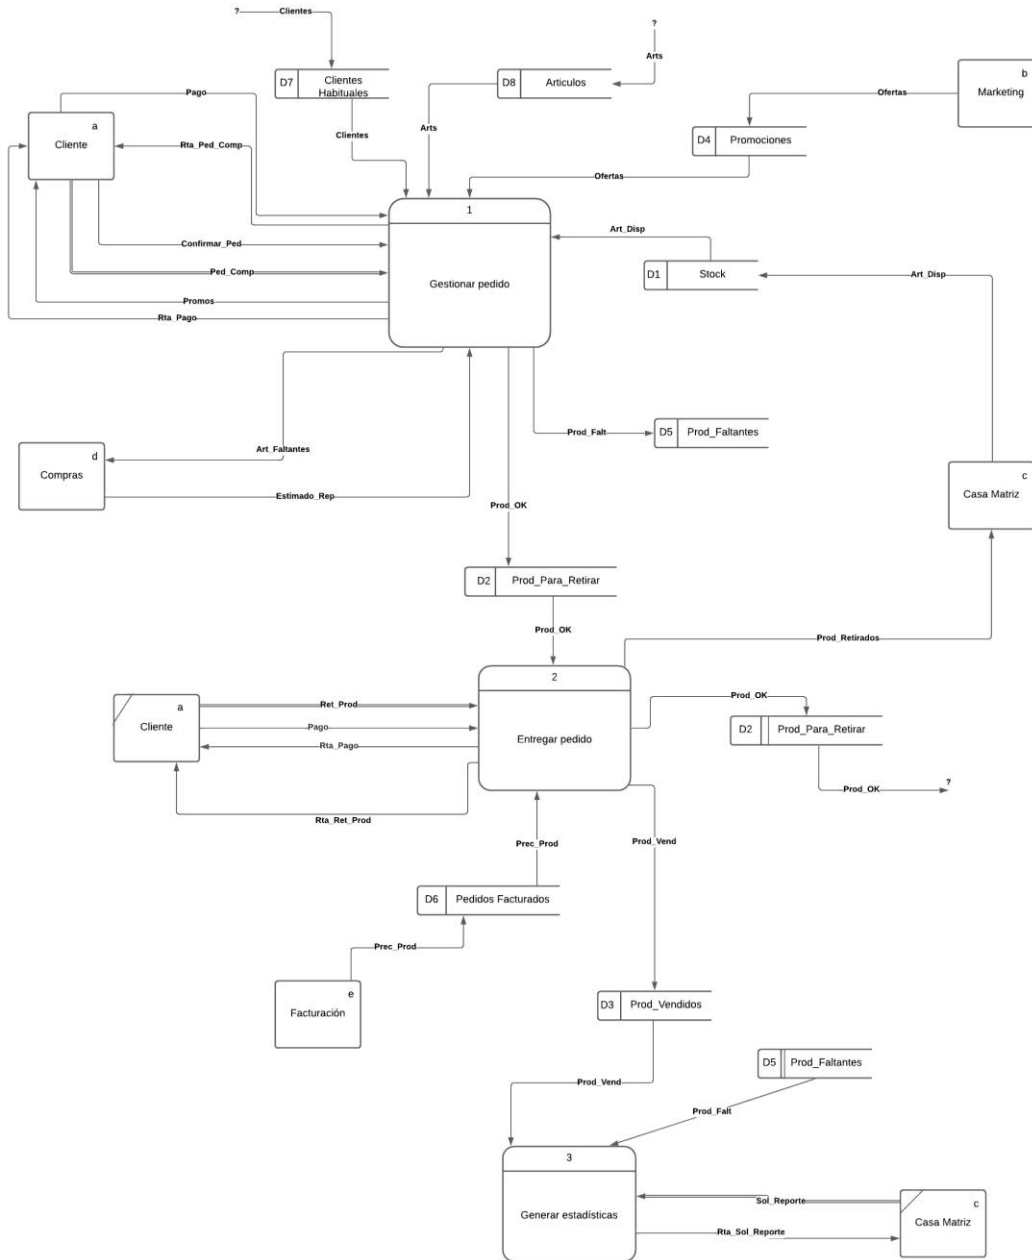 ? Clientes
?
Arts
D7 Clientes Habituales
D8 Articulos
b
Marketing
Ofertas
Pago
a
Cliente
Clientes
Arts
D4 Promociones
Rta_Ped_Comp
Ofertas
1
Gestionar pedido
Art_Disp
Confirmar_Ped
D1 Stock
Art_Disp
Ped_Comp
Promos
Rta_Pago
Prod_Falt
D5 Prod_Faltantes
Art_Faltantes
d
Compras
c
Casa Matriz
Estimado_Rep
Prod_OK
D2 Prod_Para_Retirar
Prod_OK
Prod_Retirados
2
Entregar pedido
a
Cliente
Ret_Prod
Pago
Rta_Pago
Rta_Ret_Prod
Prod_OK
D2 Prod_Para_Retirar
Prod_OK
?
Prec_Prod
Prod_Vend
D6 Pedidos Facturados
Prec_Prod
e
Facturación
D3 Prod_Vendidos
D5 Prod_Faltantes
Prod_Vend
Prod_Falt
3
Generar estadísticas
Sol_Reporte
Rta_Sol_Reporte
c
Casa Matriz